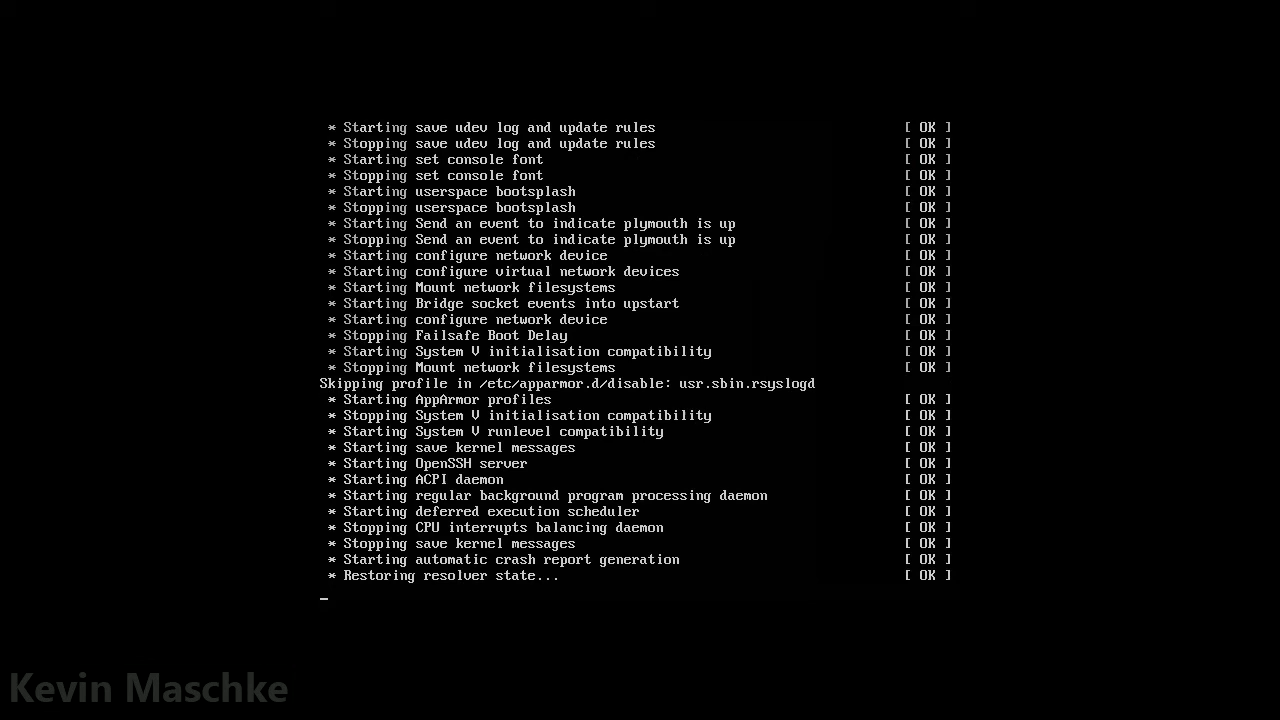 * Starting save udev log and update rules [ OK ]
* Stopping save udev log and update rules [ OK ]
* Starting set console font [ OK ]
* Stopping set console font [ OK ]
* Starting userspace bootsplash [ OK ]
* Stopping userspace bootsplash [ OK ]
* Starting Send an event to indicate plymouth is up [ OK ]
* Stopping Send an event to indicate plymouth is up [ OK ]
* Starting configure network device [ OK ]
* Starting configure virtual network devices [ OK ]
* Starting Mount network filesystems [ OK ]
* Starting Bridge socket events into upstart [ OK ]
* Starting configure network device [ OK ]
* Stopping Failsafe Boot Delay [ OK ]
* Starting System V initialisation compatibility [ OK ]
* Stopping Mount network filesystems [ OK ]
Skipping profile in /etc/apparmor.d/disable: usr.sbin.rsyslogd
* Starting AppArmor profiles [ OK ]
* Stopping System V initialisation compatibility [ OK ]
* Starting System V runlevel compatibility [ OK ]
* Starting save kernel messages [ OK ]
* Starting OpenSSH server [ OK ]
* Starting ACPI daemon [ OK ]
* Starting regular background program processing daemon [ OK ]
* Starting deferred execution scheduler [ OK ]
* Stopping CPU interrupts balancing daemon [ OK ]
* Stopping save kernel messages [ OK ]
* Starting automatic crash report generation [ OK ]
* Restoring resolver state... [ OK ]
_
Kevin Maschke